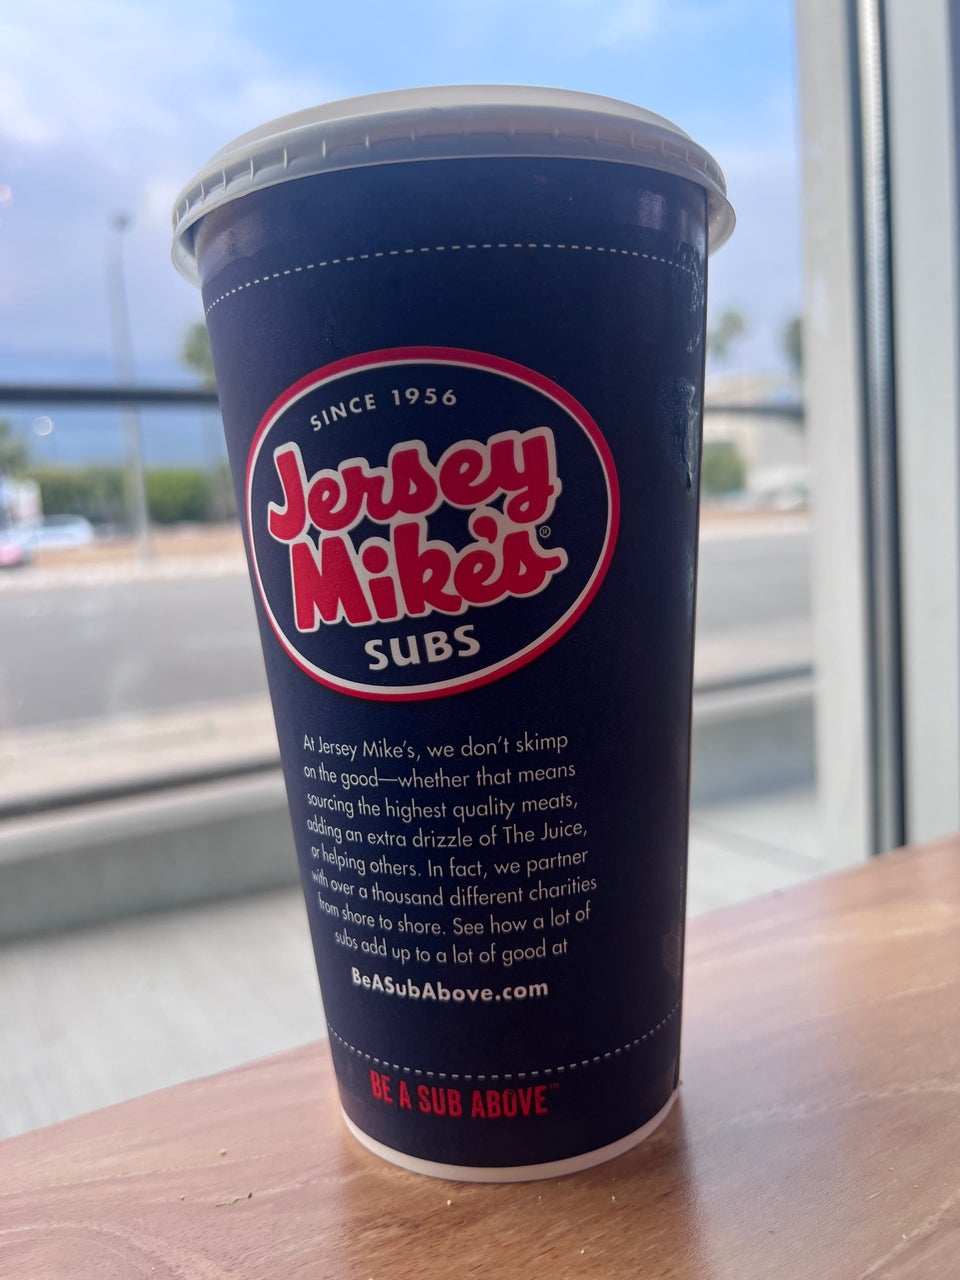 SINCE 1956
Jersey
Mike's®
SUBS
At Jersey Mike's, we don't skimp
on the good—whether that means
sourcing the highest quality meats,
adding an extra drizzle of The Juice,
or helping others. In fact, we partner
with over a thousand different charities
from shore to shore. See how a lot of
subs add up to a lot of good at
BeASubAbove.com
BE A SUB ABOVE™